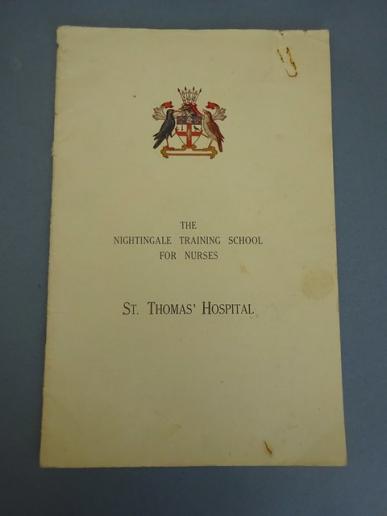 THE
NIGHTINGALE TRAINING SCHOOL
FOR NURSES
ST. THOMAS' HOSPITAL